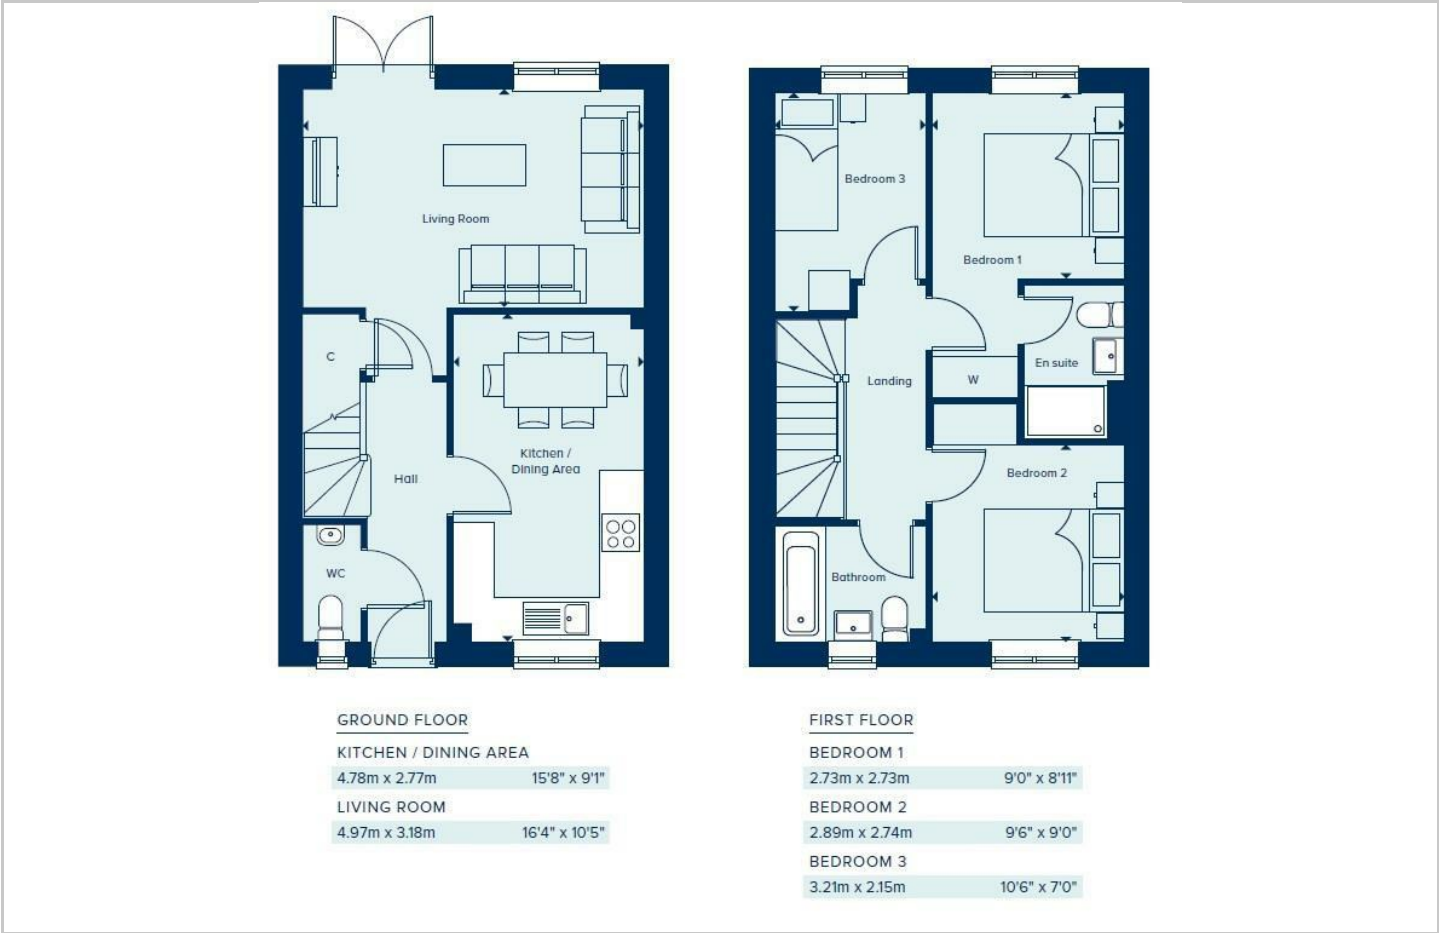 Living Room
C
Kitchen /
Dining Area
Hall
WC
Bedroom 3
Bedroom 1
En suite
Landing
W
Bedroom 2
Bathroom
GROUND FLOOR
KITCHEN / DINING AREA
4.78m x 2.77m 15'8" x 9'1"
LIVING ROOM
4.97m x 3.18m 16'4" x 10'5"
FIRST FLOOR
BEDROOM 1
2.73m x 2.73m 9'0" x 8'11"
BEDROOM 2
2.89m x 2.74m 9'6" x 9'0"
BEDROOM 3
3.21m x 2.15m 10'6" x 7'0"